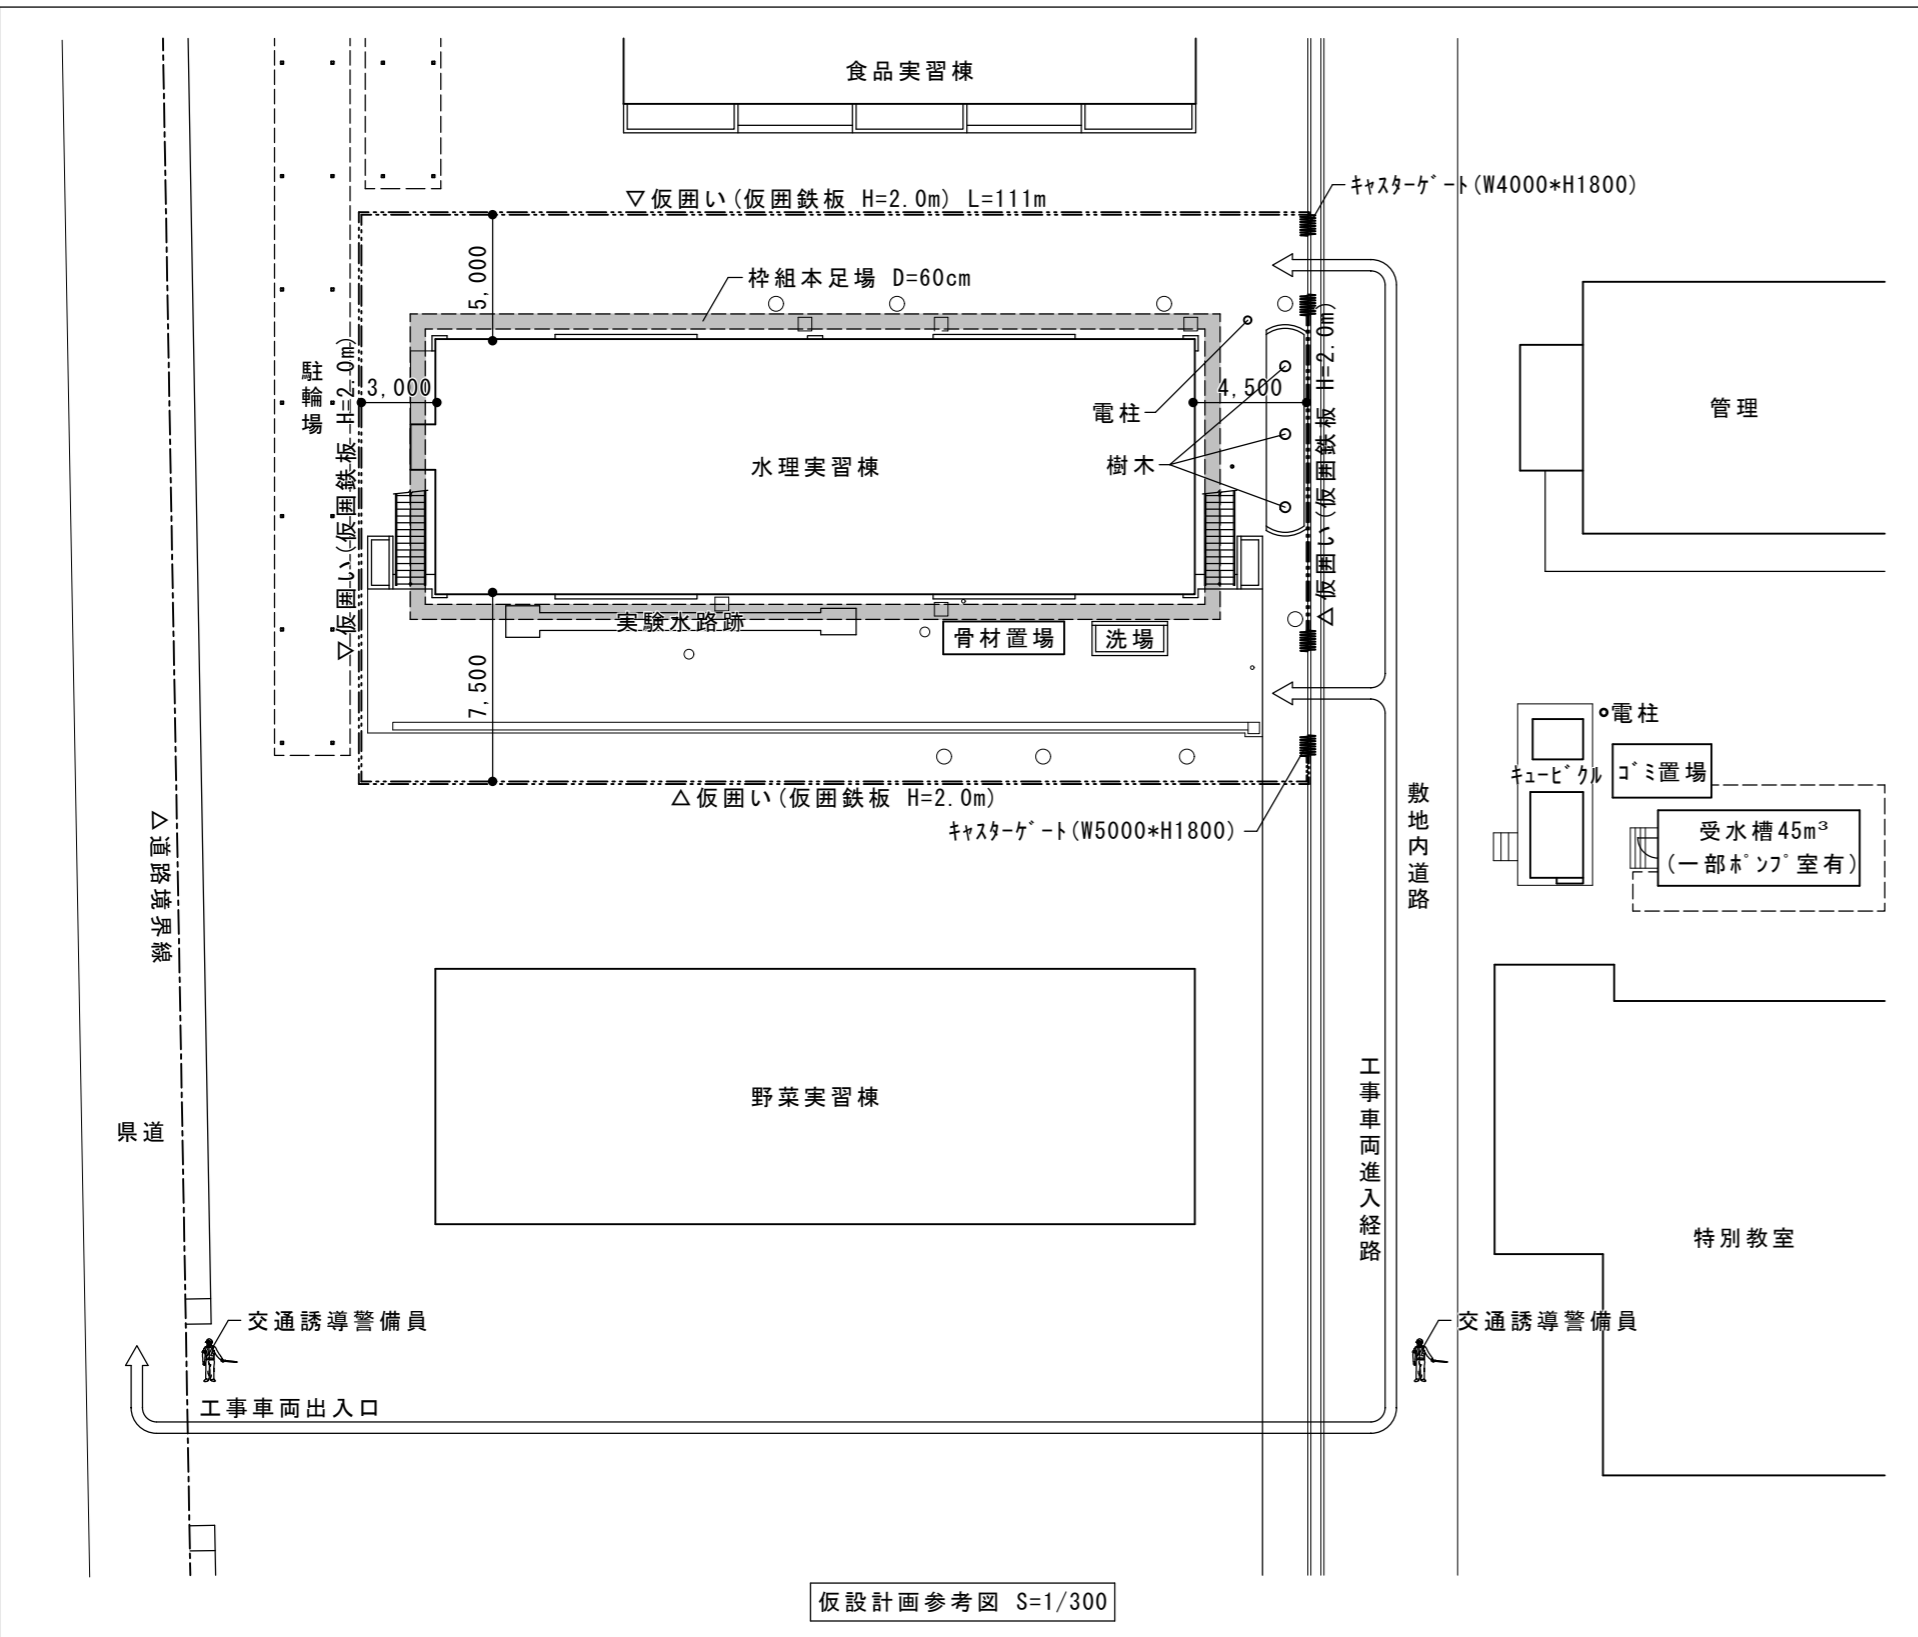 食品実習棟
キャスターゲート(W4000*H1800)
▽仮囲い(仮囲鉄板 H=2.0m) L=111m
5,000
枠組本足場 D=60cm
駐輪場
▽仮囲い(仮囲鉄板 H=2.0m)
3,000
4,500
△仮囲い(仮囲鉄板 H=2.0m)
電柱
管理
水理実習棟
樹木
実験水路跡
骨材置場
洗場
7,500
電柱
キュービクル
ゴミ置場
△仮囲い(仮囲鉄板 H=2.0m)
キャスターゲート(W5000*H1800)
敷地内道路
受水槽45m³
(一部ポンプ室有)
△道路境界線
野菜実習棟
県道
工事車両進入経路
特別教室
交通誘導警備員
交通誘導警備員
工事車両出入口
仮設計画参考図 S=1/300